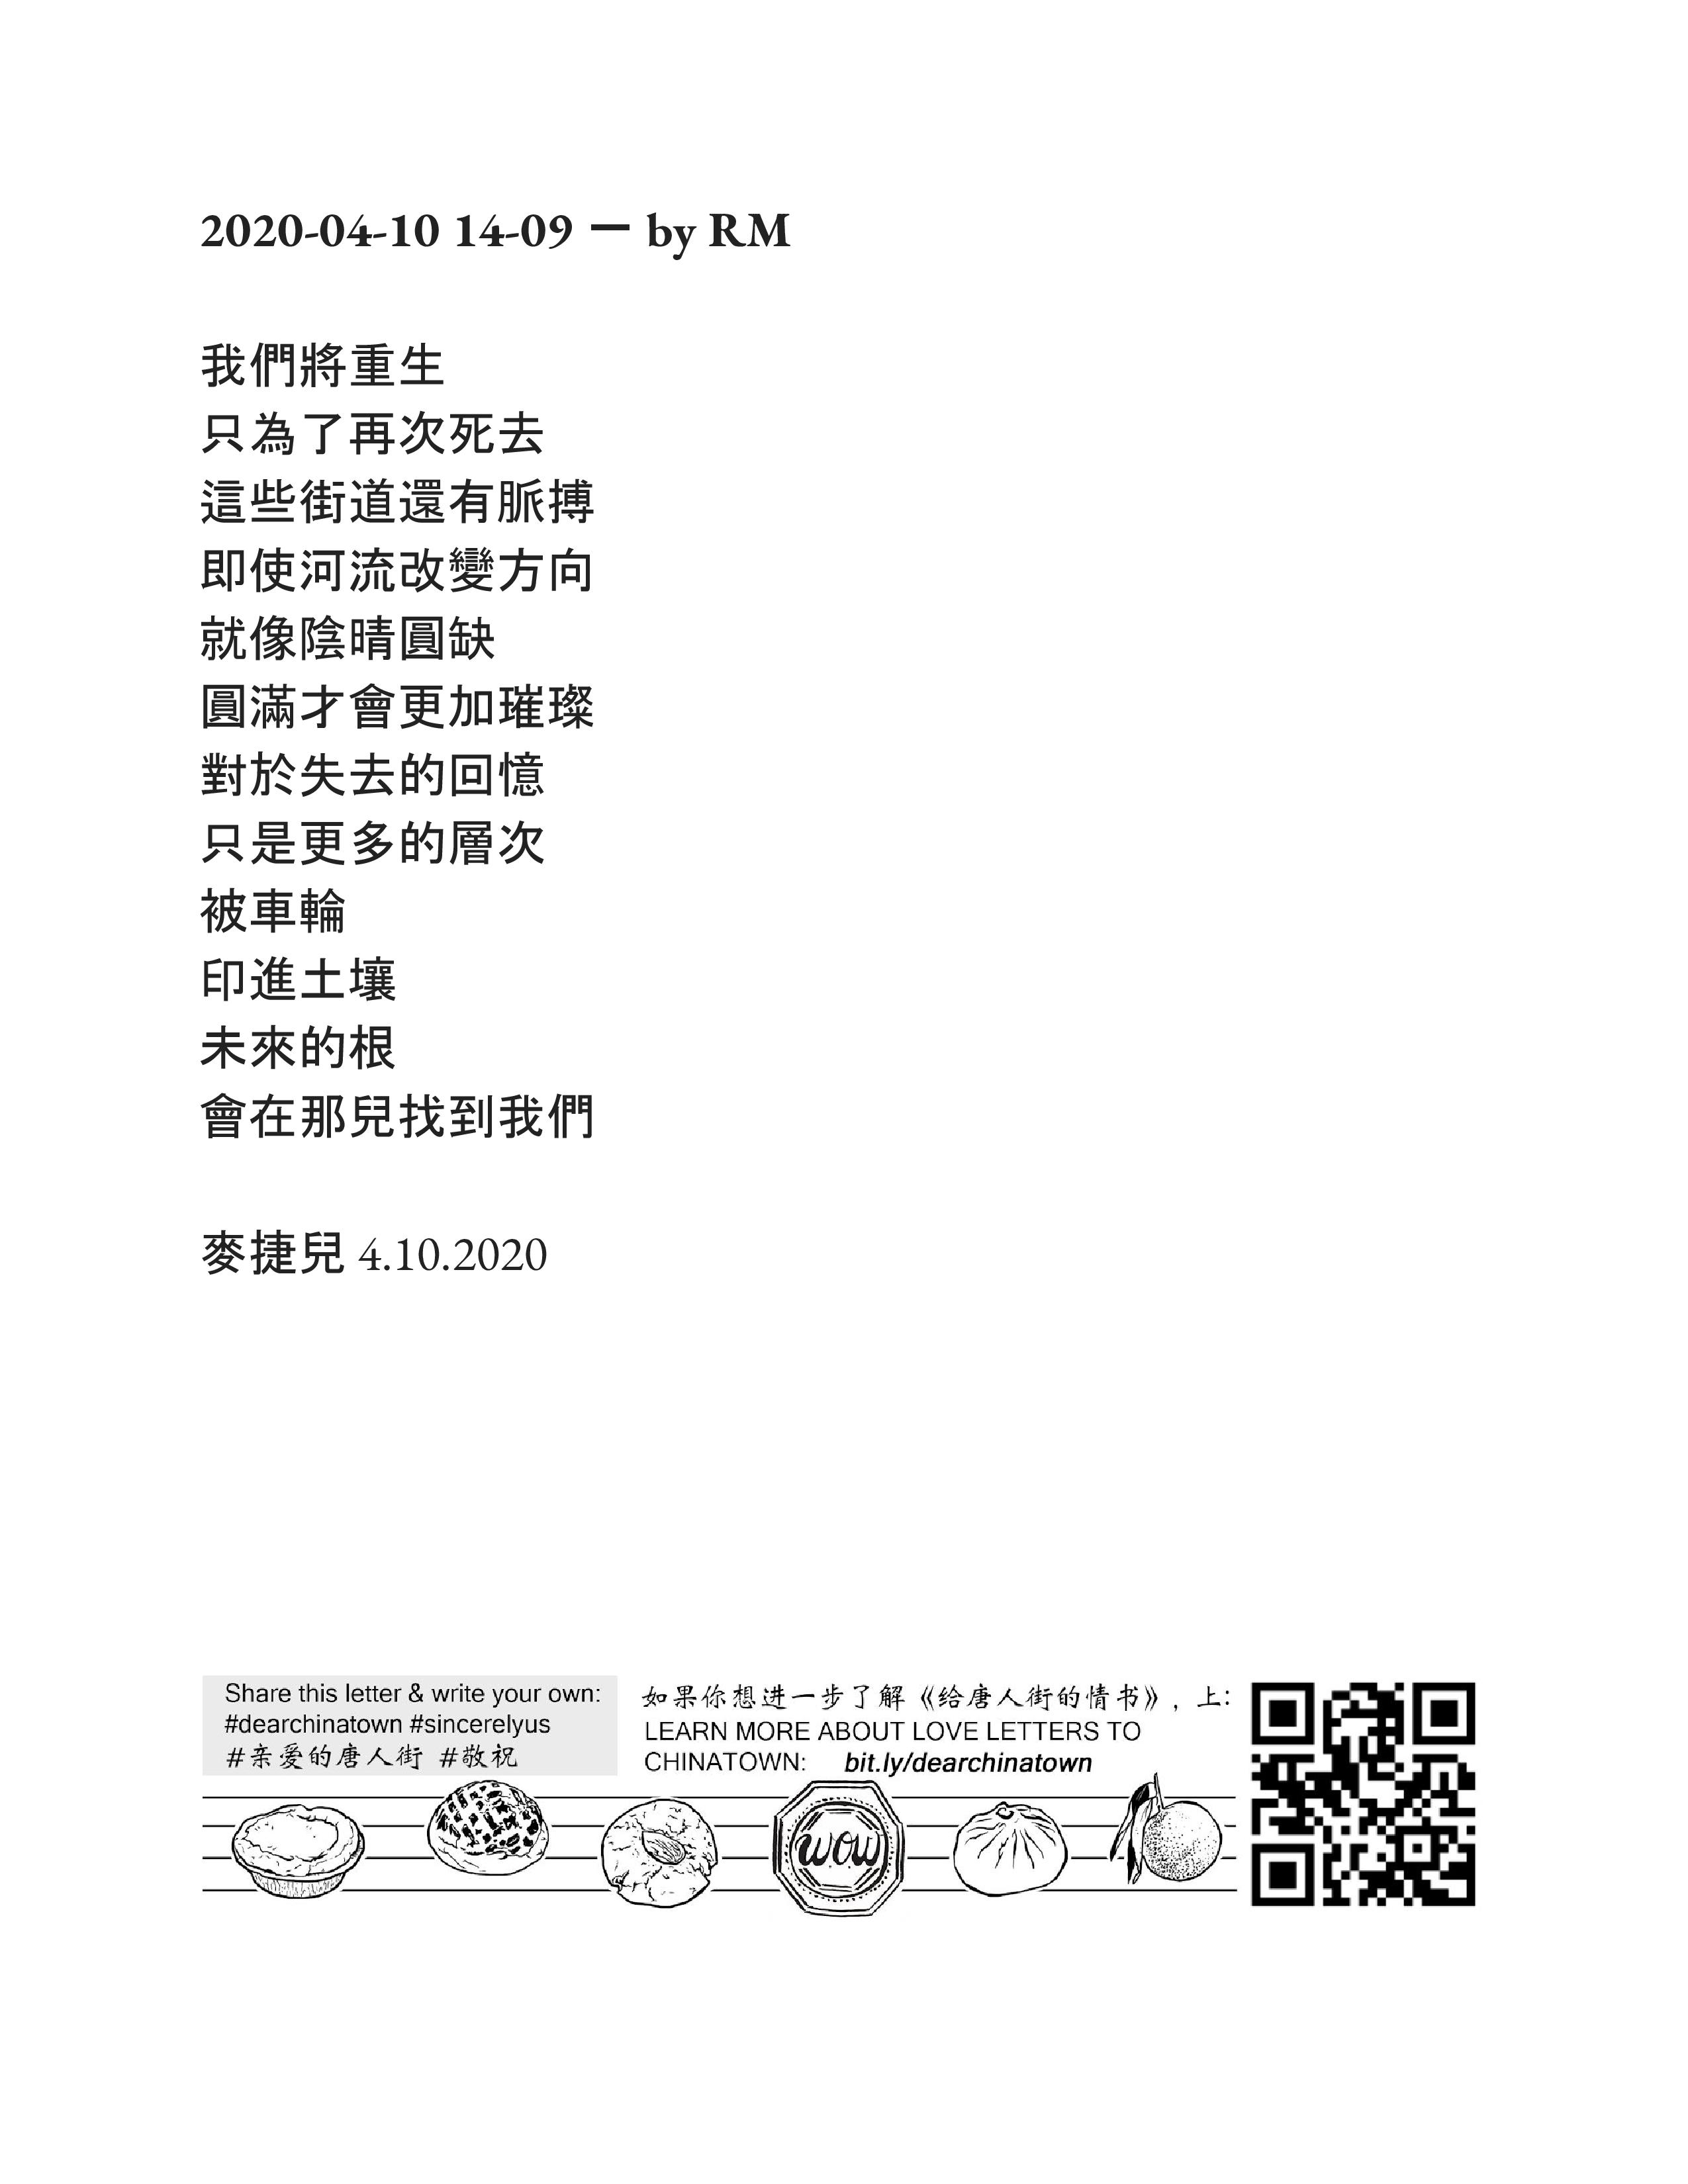 2020-04-10 14-09 — by RM
我們將重生
只為了再次死去
這些街道還有脈搏
即使河流改變方向
就像陰晴圓缺
圓滿才會更加璀璨
對於失去的回憶
只是更多的層次
被車輪
印進土壤
未來的根
會在那兒找到我們
麥捷兒 4.10.2020
Share this letter & write your own:
#dearchinatown #sincerelyus
#亲爱的唐人街 #敬祝
如果你想进一步了解《给唐人街的情书》, 上:
LEARN MORE ABOUT LOVE LETTERS TO
CHINATOWN: bit.ly/dearchinatown
WOW